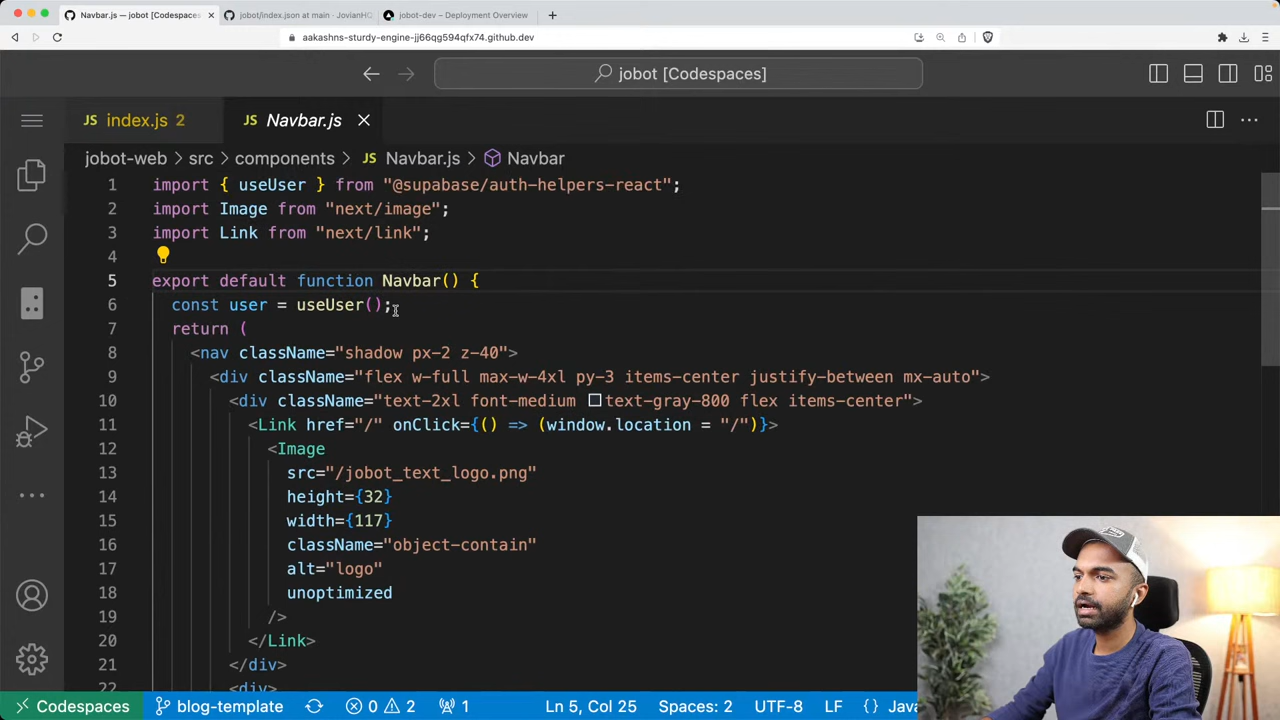 Navbar.js — jobot [Codespaces
jobot/index.json at main · JovianHQ
jobot-dev – Deployment Overview
aakashns-sturdy-engine-jj66qg594qfx74.github.dev
jobot [Codespaces]
JS index.js 2
JS Navbar.js
jobot-web > src > components > JS Navbar.js > Navbar
1 import { useUser } from "@supabase/auth-helpers-react";
2 import Image from "next/image";
3 import Link from "next/link";
4
5 export default function Navbar() {
6 const user = useUser();
7 return (
8 <nav className="shadow px-2 z-40">
9 <div className="flex w-full max-w-4xl py-3 items-center justify-between mx-auto">
10 <div className="text-2xl font-medium text-gray-800 flex items-center">
11 <Link href="/" onClick={() => (window.location = "/")}>
12 <Image
13 src="/jobot_text_logo.png"
14 height={32}
15 width={117}
16 className="object-contain"
17 alt="logo"
18 unoptimized
19 />
20 </Link>
21 </div>
22 <div>
Codespaces blog-template 0 2 1 Ln 5, Col 25 Spaces: 2 UTF-8 LF {} Java